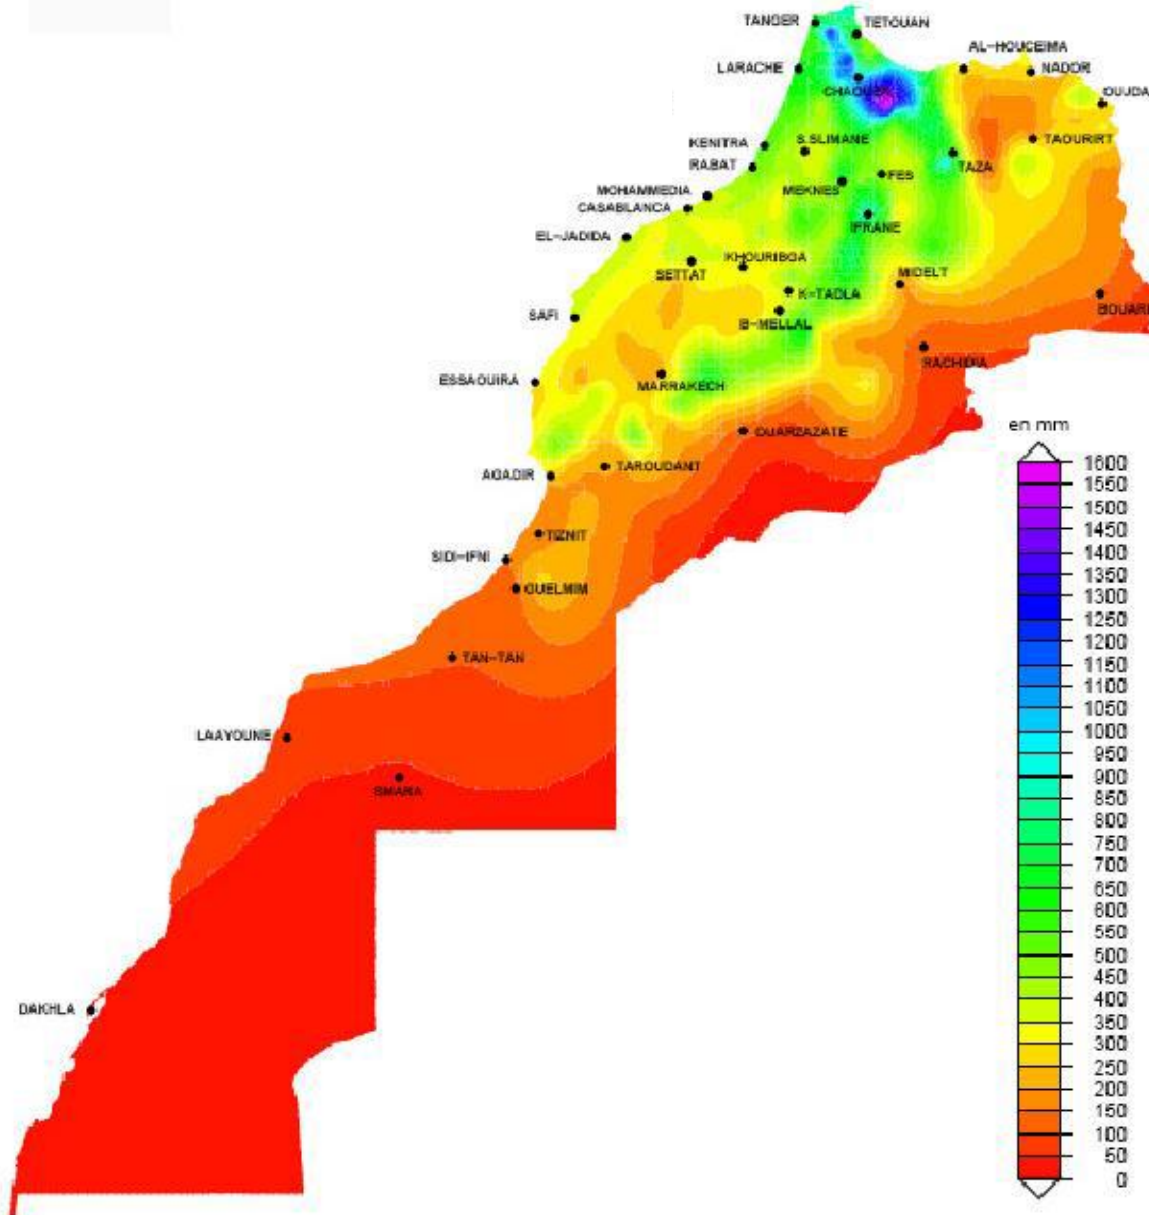 TANGER
TETOUAN
AL-HOUCEIMA
LARACHE
NADOR
OUJDA
KENITRA
S.SLIMANE
TAOURIRT
RABAT
TAZA
MOHAMMEDIA
MEKNES
FES
CASABLANCA
IFRANE
EL-JADIDA
KHOURIBGA
SETTAT
MIDELT
K-TADLA
SAFI
B-MELLAL
RACHIDIA
ESSAOUIRA
MARRAKECH
en mm
OUARZAZATE
AGADIR
TAROUDANT
TIZNIT
SIDI-IFNI
GUELMIM
TAN-TAN
LAAYOUNE
SMARA
DAKHLA
1600
1550
1500
1450
1400
1350
1300
1250
1200
1150
1100
1050
1000
950
900
850
800
750
700
650
600
550
500
450
400
350
300
250
200
150
100
50
0